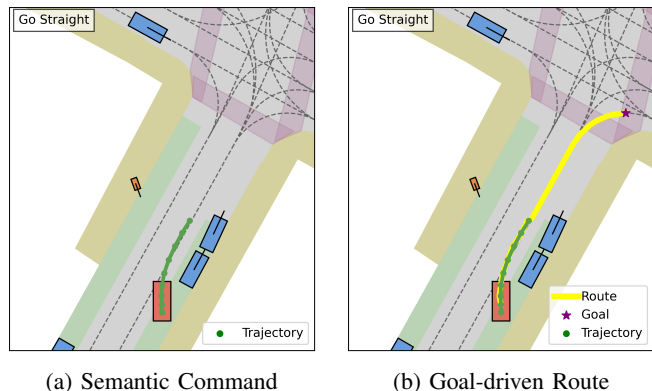 Go Straight
Trajectory
Go Straight
Route
Goal
Trajectory
(a) Semantic Command
(b) Goal-driven Route